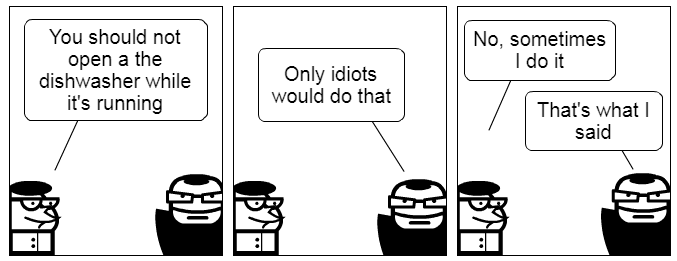 You should not
open a the
dishwasher while
it's running
Only idiots
would do that
No, sometimes
I do it
That's what I
said